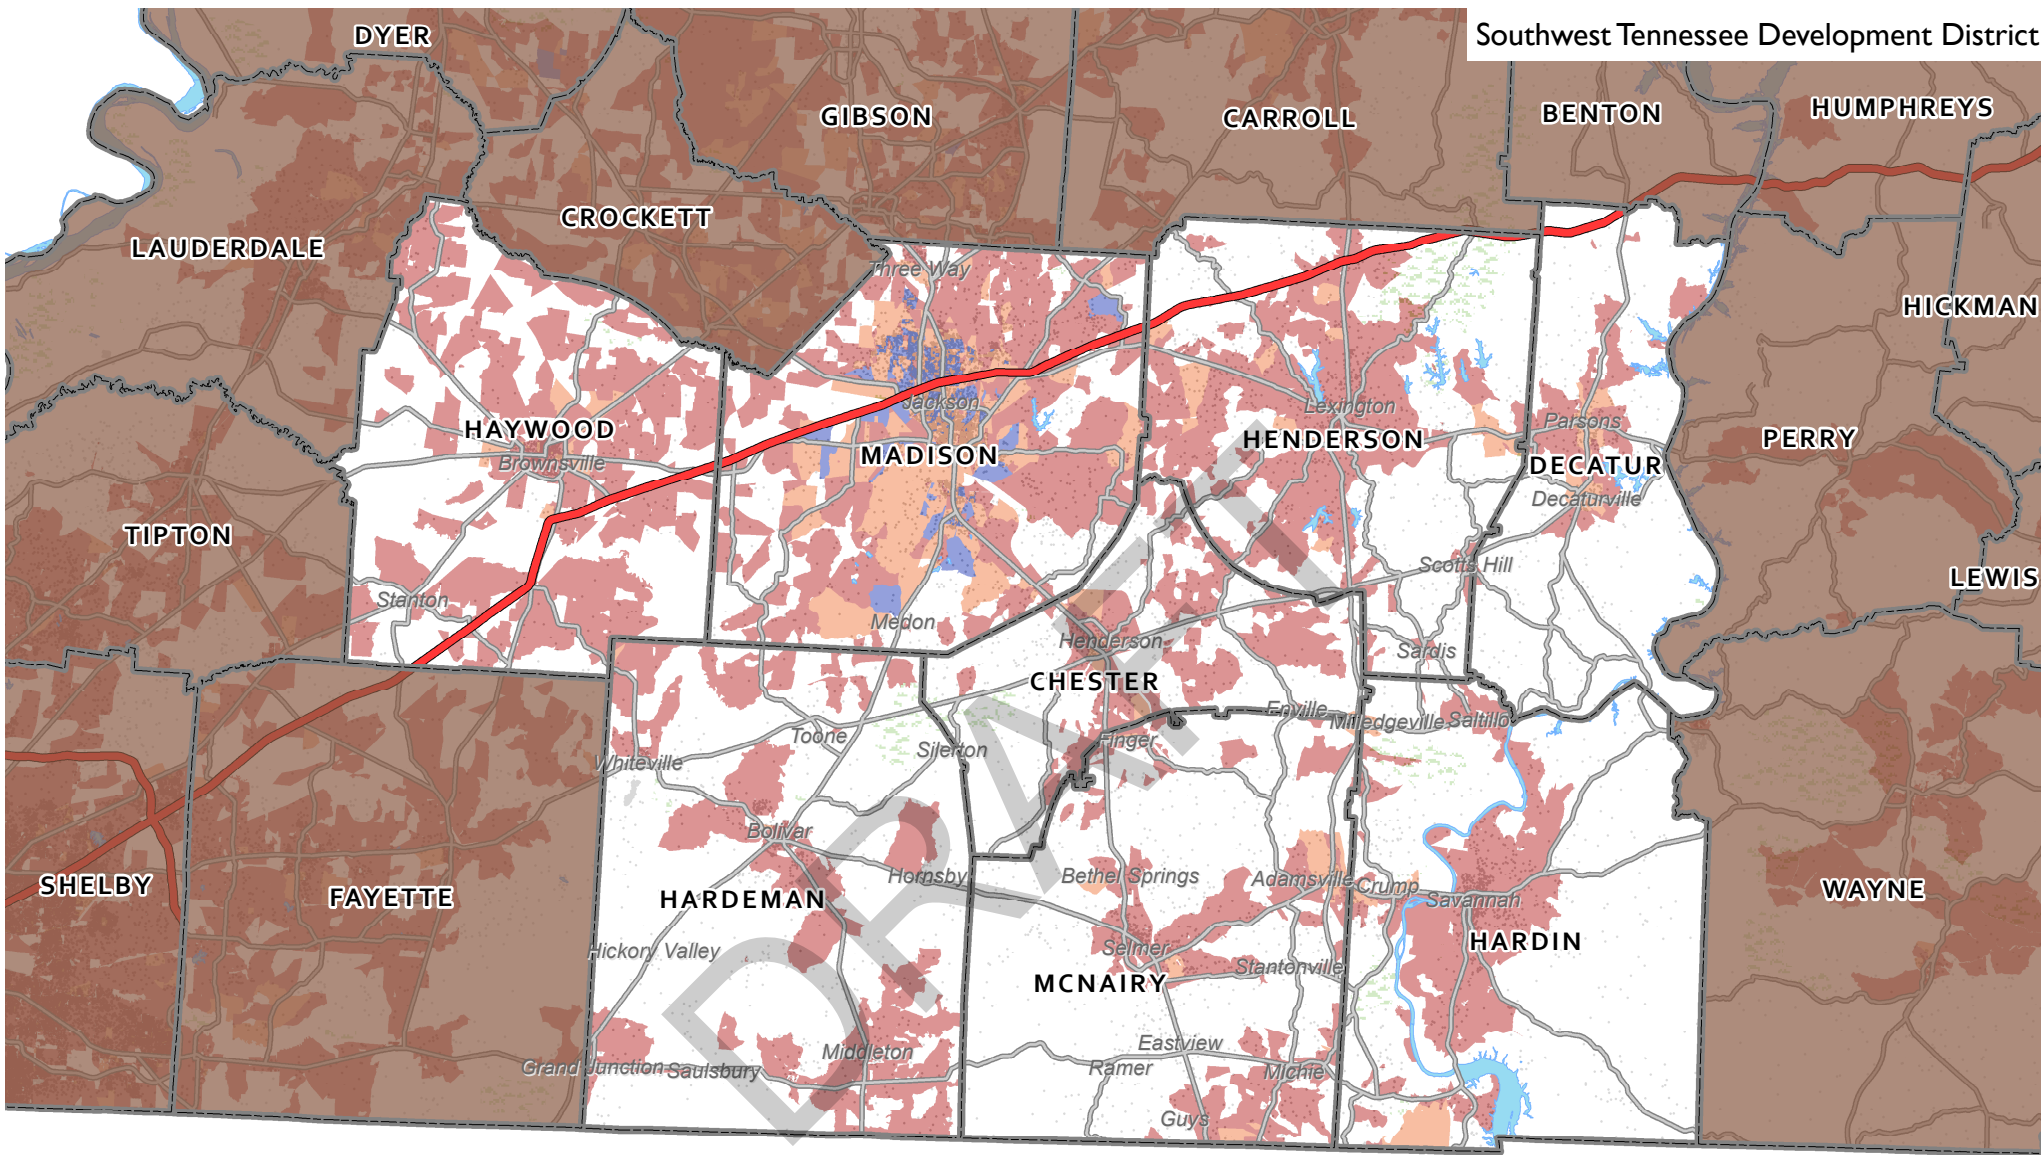 Southwest Tennessee Development District
DYER
GIBSON
CARROLL
BENTON
HUMPHREYS
CROCKETT
LAUDERDALE
Three Way
HICKMAN
Jackson
Lexington
Parsons
HAYWOOD
Brownsville
MADISON
HENDERSON
DECATUR
PERRY
Decaturville
TIPTON
Scotts Hill
LEWIS
Stanton
Medon
Henderson
Sardis
CHESTER
Enville
Milledgeville
Saltillo
Toone
Silerton
Finger
Whiteville
Bolivar
DRAFT
SHELBY
FAYETTE
HARDEMAN
Hornsby
Bethel Springs
Adamsville
Crump
Savannah
WAYNE
Hickory Valley
Selmer
Stantonville
HARDIN
MCNAIRY
Grand Junction
Saulsbury
Middleton
Eastview
Ramer
Michie
Guys